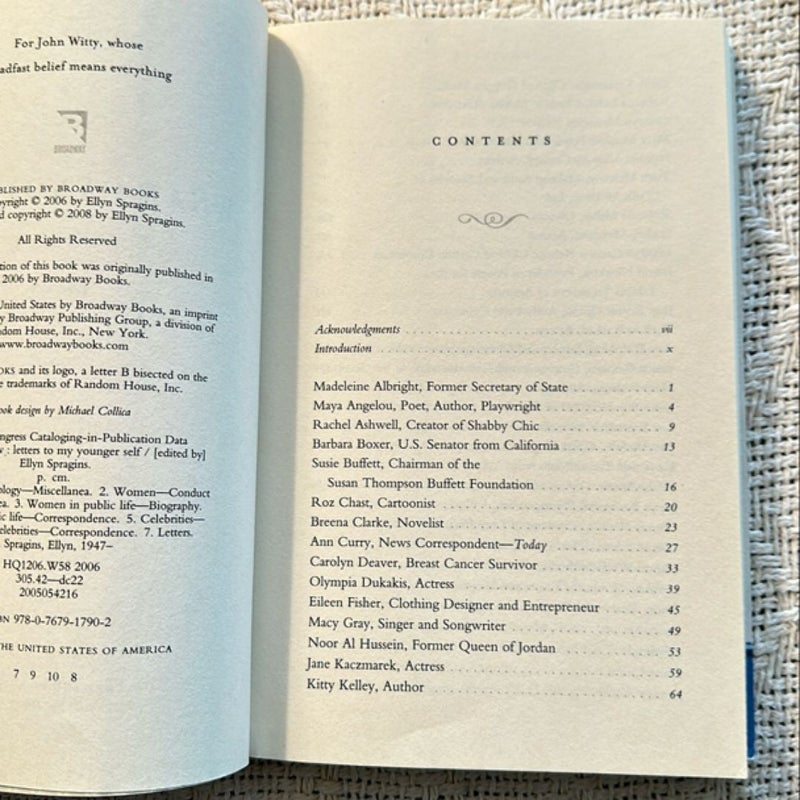 For John Witty, whose
adfast belief means everything
B
BROADWAY
BLISHED BY BROADWAY BOOKS
yright © 2006 by Ellyn Spragins.
d copyright © 2008 by Ellyn Spragins.
All Rights Reserved
tion of this book was originally published in
2006 by Broadway Books.
United States by Broadway Books, an imprint
y Broadway Publishing Group, a division of
dom House, Inc., New York.
www.broadwaybooks.com
OKS and its logo, a letter B bisected on the
e trademarks of Random House, Inc.
ook design by Michael Collica
ngress Cataloging-in-Publication Data
: letters to my younger self / [edited by]
Ellyn Spragins.
p. cm.
ology—Miscellanea. 2. Women—Conduct
ea. 3. Women in public life—Biography.
ic life—Correspondence. 5. Celebrities—
elebrities—Correspondence. 7. Letters.
Spragins, Ellyn, 1947–
HQ1206.W58 2006
305.42—dc22
2005054216
BN 978-0-7679-1790-2
THE UNITED STATES OF AMERICA
7 9 10 8
CONTENTS
Acknowledgments vii
Introduction x
Madeleine Albright, Former Secretary of State 1
Maya Angelou, Poet, Author, Playwright 4
Rachel Ashwell, Creator of Shabby Chic 9
Barbara Boxer, U.S. Senator from California 13
Susie Buffett, Chairman of the
Susan Thompson Buffett Foundation 16
Roz Chast, Cartoonist 20
Breena Clarke, Novelist 23
Ann Curry, News Correspondent—Today 27
Carolyn Deaver, Breast Cancer Survivor 33
Olympia Dukakis, Actress 39
Eileen Fisher, Clothing Designer and Entrepreneur 45
Macy Gray, Singer and Songwriter 49
Noor Al Hussein, Former Queen of Jordan 53
Jane Kaczmarek, Actress 59
Kitty Kelley, Author 64